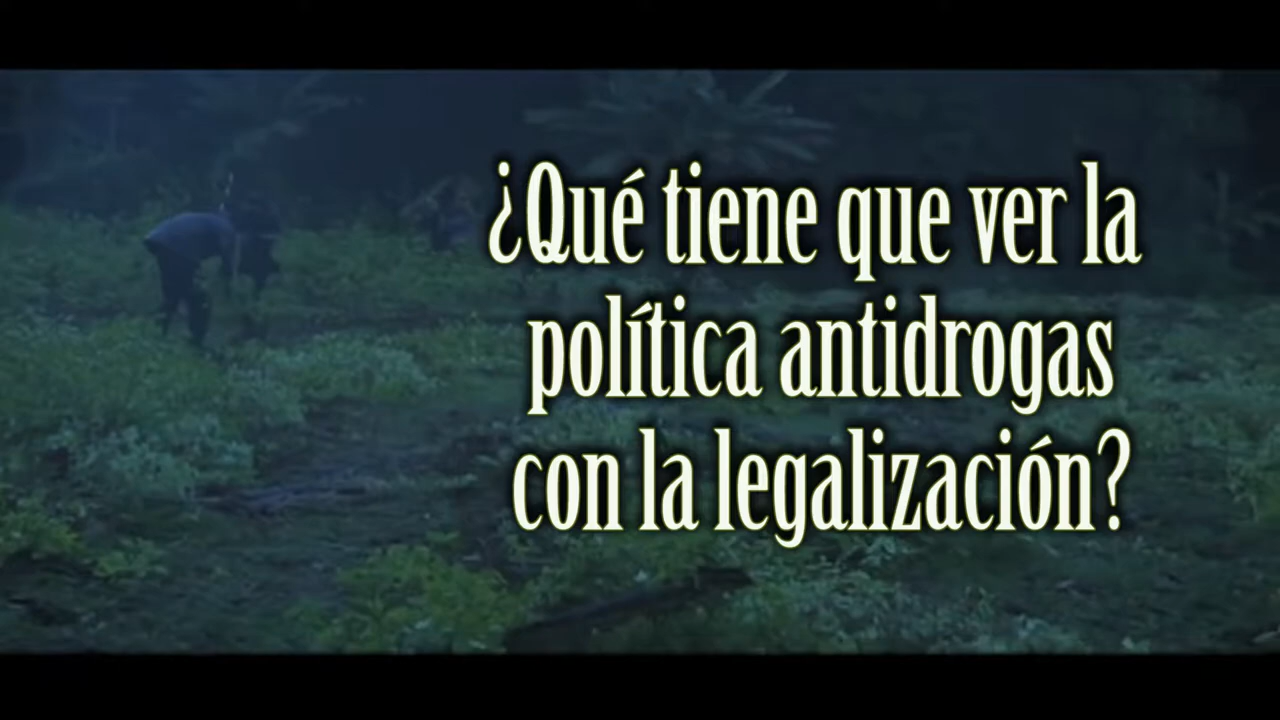 ¿Qué tiene que ver la
política antidrogas
con la legalización?